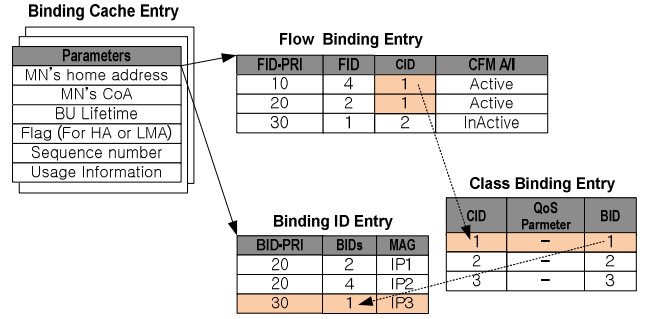 Binding Cache Entry
Parameters
MN's home address
MN's CoA
BU Lifetime
Flag (For HA or LMA)
Sequence number
Usage Information
Flow Binding Entry
FID-PRI FID CID CFM A/I
10 4 1 Active
20 2 1 Active
30 1 2 InActive
Class Binding Entry
CID QoS Parmeter BID
1 – 1
2 – 2
3 – 3
Binding ID Entry
BID-PRI BIDs MAG
20 2 IP1
20 4 IP2
30 1 IP3